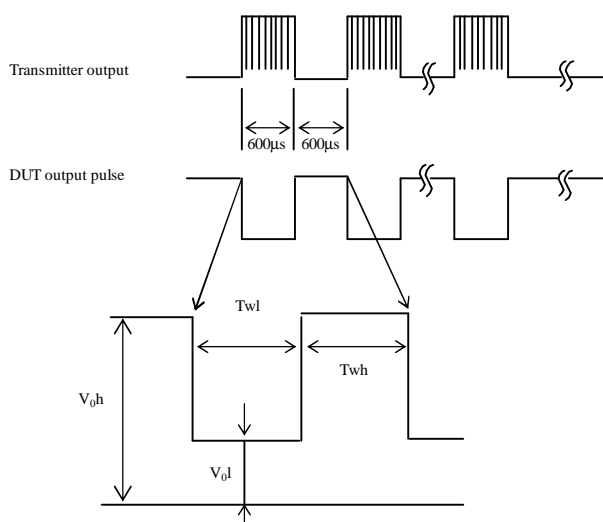 Transmitter output
600μs 600μs
DUT output pulse
Twl
Twh
V₀h
V₀l